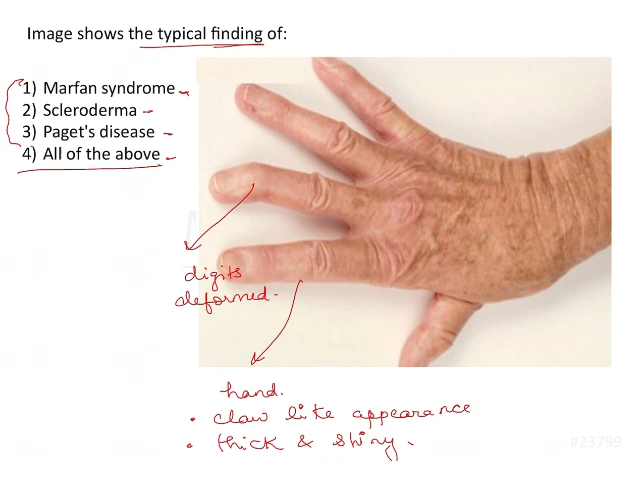 Image shows the typical finding of:
1) Marfan syndrome
2) Scleroderma
3) Paget's disease
4) All of the above
digits
deformed.
hand.
• claw like appearance
• thick & shiny.
#23799